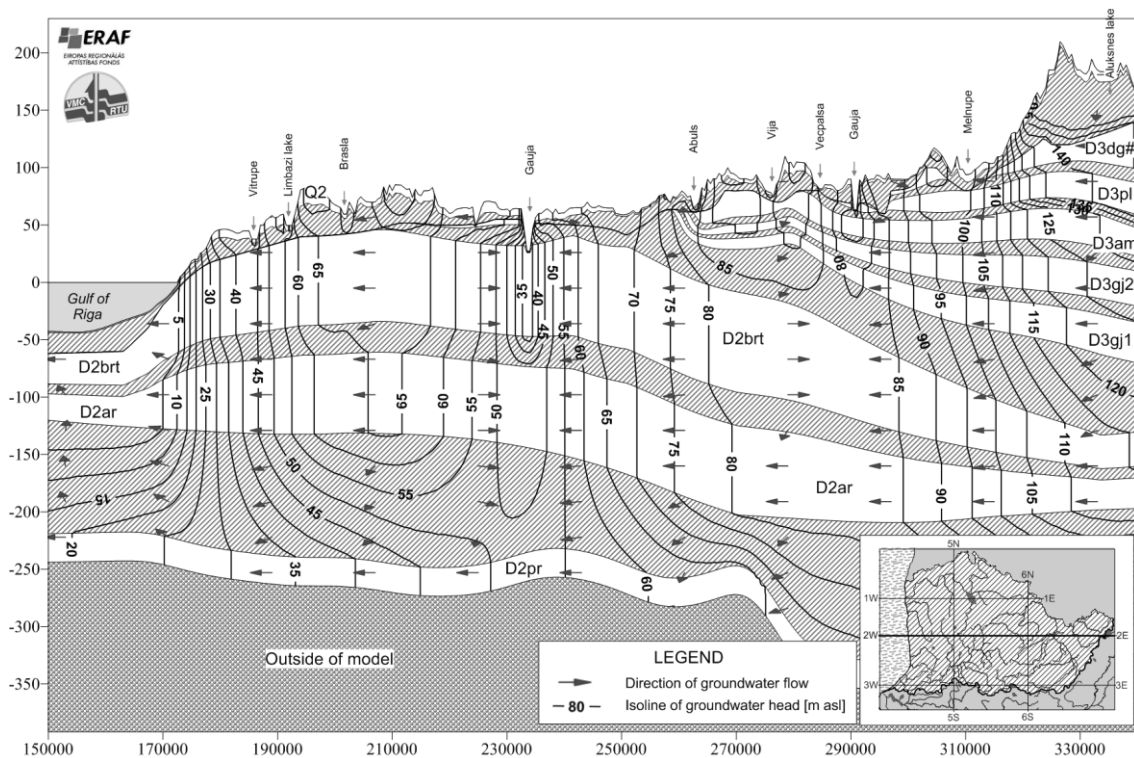 ERAF
EIROPAS REĢIONĀLĀS
ATTĪSTĪBAS FONDS
VMC
RTU
200
150
100
50
0
-50
-100
-150
-200
-250
-300
-350
Vitrupe
Limbazi lake
Brasla
Gauja
Abuls
Vija
Vecpalsa
Gauja
Melnupe
Aluksnes lake
Q2
D3dg#
D3pl
D3am
D3gj2
D3gj1
140
110
130
100
125
105
95
115
90
85
120
80
85
80
75
70
Gulf of
Riga
5
30
40
60
65
35
40
45
50
55
60
D2brt
D2brt
D2ar
10
25
45
65
60
55
50
65
75
80
85
110
D2ar
90
105
15
20
50
45
55
35
D2pr
60
Outside of model
LEGEND
Direction of groundwater flow
80 Isoline of groundwater head [m asl]
5N
6N
1W
1E
2W
2E
3W
3E
5S
6S
150000 170000 190000 210000 230000 250000 270000 290000 310000 330000